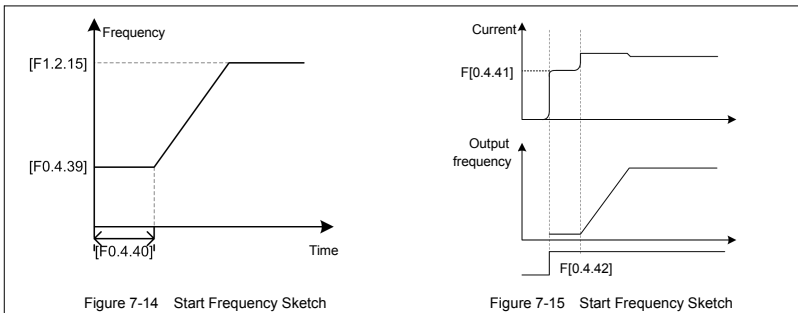 Frequency
[F1.2.15]
[F0.4.39]
[F0.4.40]
Time
Figure 7-14 Start Frequency Sketch
Current
F[0.4.41]
Output
frequency
F[0.4.42]
Figure 7-15 Start Frequency Sketch